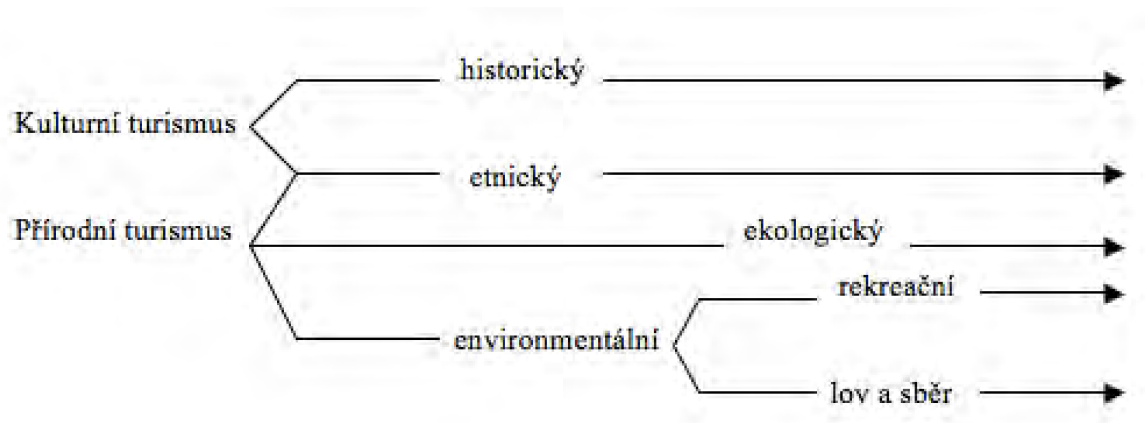 historický
Kulturní turismus
etnický
Přírodní turismus
ekologický
rekreační
environmentální
lov a sběr